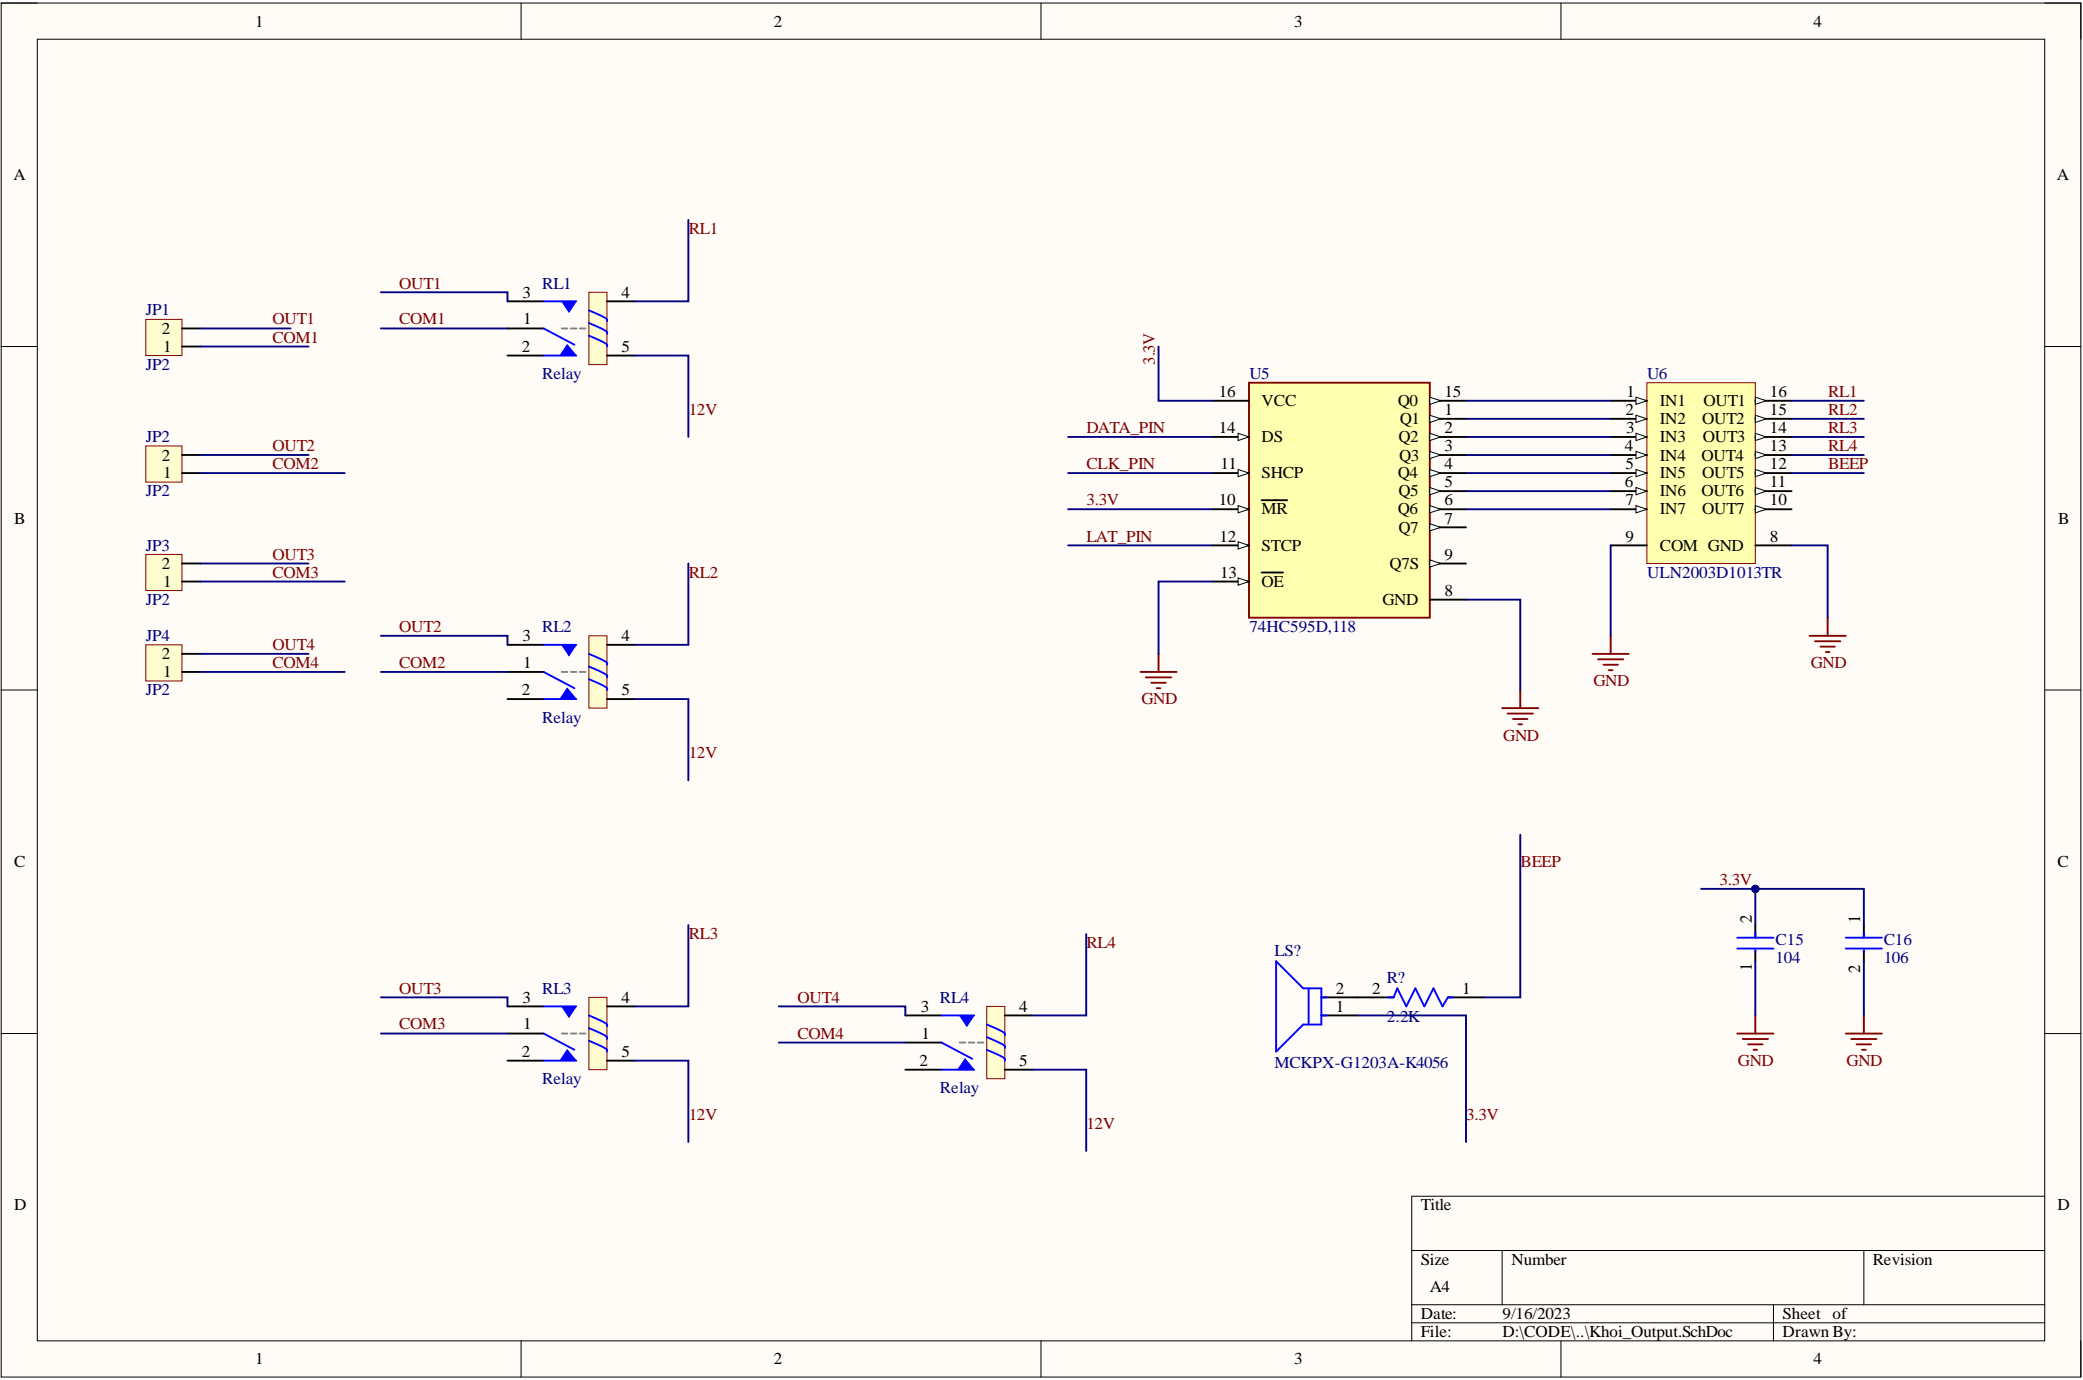 1 2 3 4
A A
RL1
OUT1 RL1
3 4
JP1
2 OUT1
COM1 1
1 COM1
2 5
JP2
Relay
12V
JP2
2 OUT2
1 COM2
JP2
JP3
2 OUT3
1 COM3
JP2
RL2
OUT2 RL2
3 4
JP4
2 OUT4
1 COM4
JP2
COM2 1
2 5
Relay
12V
B B
3.3V
U5
16 VCC Q0 15
Q1 1
DATA_PIN 14 DS Q2 2
Q3 3
CLK_PIN 11 SHCP Q4 4
Q5 5
3.3V 10 MR Q6 6
Q7 7
LAT_PIN 12 STCP
Q7S 9
13 OE
GND 8
74HC595D,118
GND
GND
U6
1 IN1 OUT1 16 RL1
2 IN2 OUT2 15 RL2
3 IN3 OUT3 14 RL3
4 IN4 OUT4 13 RL4
5 IN5 OUT5 12 BEEP
6 IN6 OUT6 11
7 IN7 OUT7 10
9 COM GND 8
ULN2003D1013TR
GND
GND
C C
RL3
OUT3 RL3
3 4
COM3 1
2 5
Relay
12V
RL4
OUT4 RL4
3 4
COM4 1
2 5
Relay
12V
BEEP
LS?
R?
2 2 1
1 2.2K
MCKPX-G1203A-K4056
3.3V
3.3V
2 1
C15 C16
104 106
1 2
GND GND
D D
Title
Size Number Revision
A4
Date: 9/16/2023 Sheet of
File: D:\CODE\..\Khoi_Output.SchDoc Drawn By:
1 2 3 4